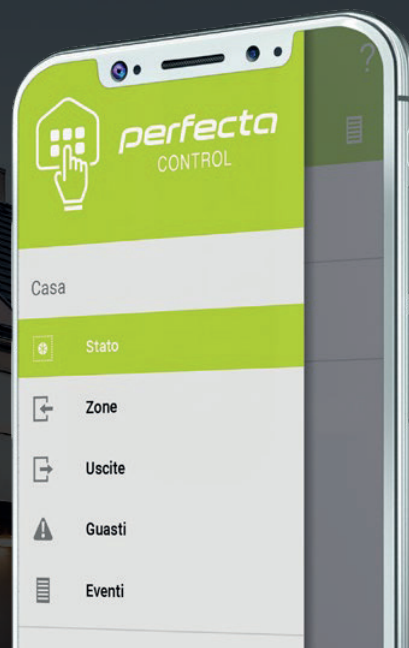 ?
perfecta
CONTROL
Casa
Stato
Zone
Uscite
Guasti
Eventi